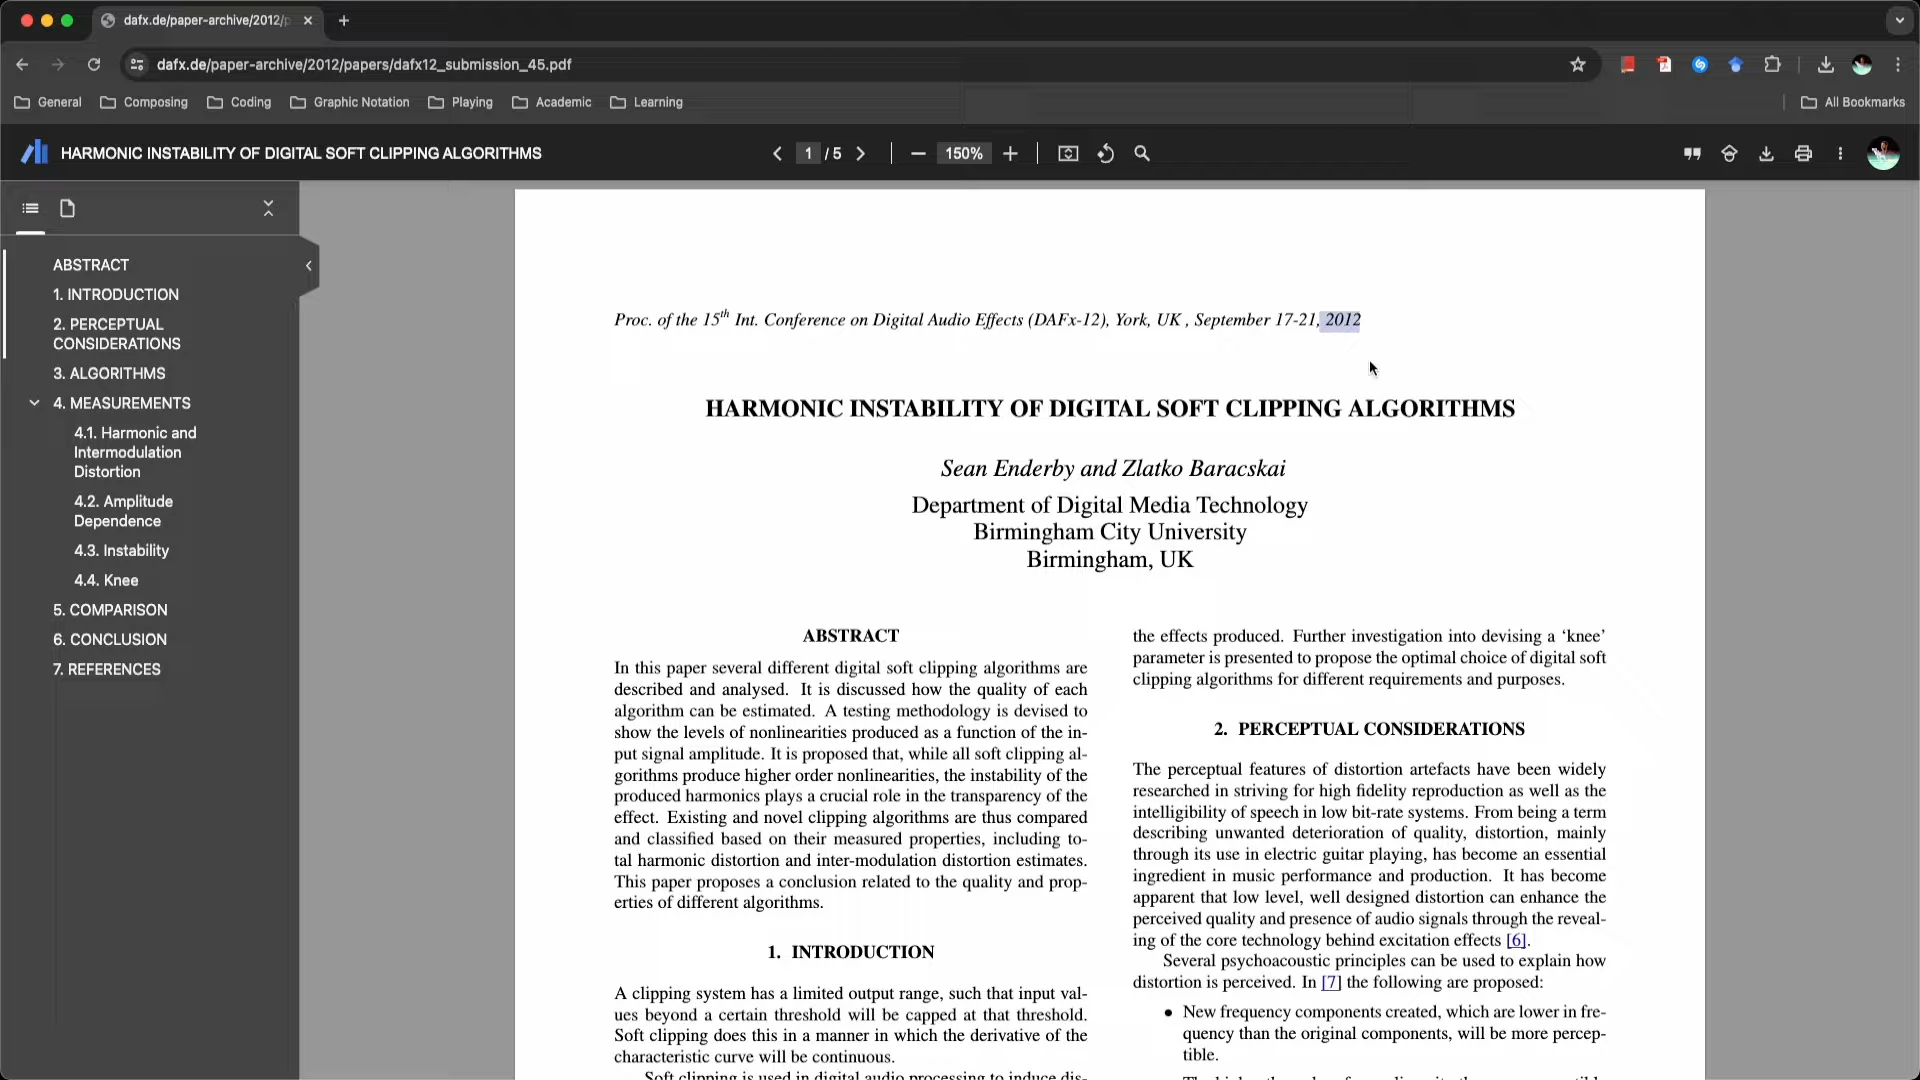 dafx.de/paper-archive/2012/p
dafx.de/paper-archive/2012/papers/dafx12_submission_45.pdf
General
Composing
Coding
Graphic Notation
Playing
Academic
Learning
All Bookmarks
HARMONIC INSTABILITY OF DIGITAL SOFT CLIPPING ALGORITHMS
1 / 5
150%
ABSTRACT
1. INTRODUCTION
2. PERCEPTUAL
CONSIDERATIONS
3. ALGORITHMS
4. MEASUREMENTS
4.1. Harmonic and
Intermodulation
Distortion
4.2. Amplitude
Dependence
4.3. Instability
4.4. Knee
5. COMPARISON
6. CONCLUSION
7. REFERENCES
Proc. of the 15th Int. Conference on Digital Audio Effects (DAFx-12), York, UK , September 17-21, 2012
HARMONIC INSTABILITY OF DIGITAL SOFT CLIPPING ALGORITHMS
Sean Enderby and Zlatko Baracskai
Department of Digital Media Technology
Birmingham City University
Birmingham, UK
ABSTRACT
In this paper several different digital soft clipping algorithms are
described and analysed. It is discussed how the quality of each
algorithm can be estimated. A testing methodology is devised to
show the levels of nonlinearities produced as a function of the in-
put signal amplitude. It is proposed that, while all soft clipping al-
gorithms produce higher order nonlinearities, the instability of the
produced harmonics plays a crucial role in the transparency of the
effect. Existing and novel clipping algorithms are thus compared
and classified based on their measured properties, including to-
tal harmonic distortion and inter-modulation distortion estimates.
This paper proposes a conclusion related to the quality and prop-
erties of different algorithms.
1. INTRODUCTION
A clipping system has a limited output range, such that input val-
ues beyond a certain threshold will be capped at that threshold.
Soft clipping does this in a manner in which the derivative of the
characteristic curve will be continuous.
Soft clipping is used in digital audio processing to induce dis-
the effects produced. Further investigation into devising a ‘knee’
parameter is presented to propose the optimal choice of digital soft
clipping algorithms for different requirements and purposes.
2. PERCEPTUAL CONSIDERATIONS
The perceptual features of distortion artefacts have been widely
researched in striving for high fidelity reproduction as well as the
intelligibility of speech in low bit-rate systems. From being a term
describing unwanted deterioration of quality, distortion, mainly
through its use in electric guitar playing, has become an essential
ingredient in music performance and production. It has become
apparent that low level, well designed distortion can enhance the
perceived quality and presence of audio signals through the reveal-
ing of the core technology behind excitation effects [6].
Several psychoacoustic principles can be used to explain how
distortion is perceived. In [7] the following are proposed:
• New frequency components created, which are lower in fre-
quency than the original components, will be more percep-
tible.